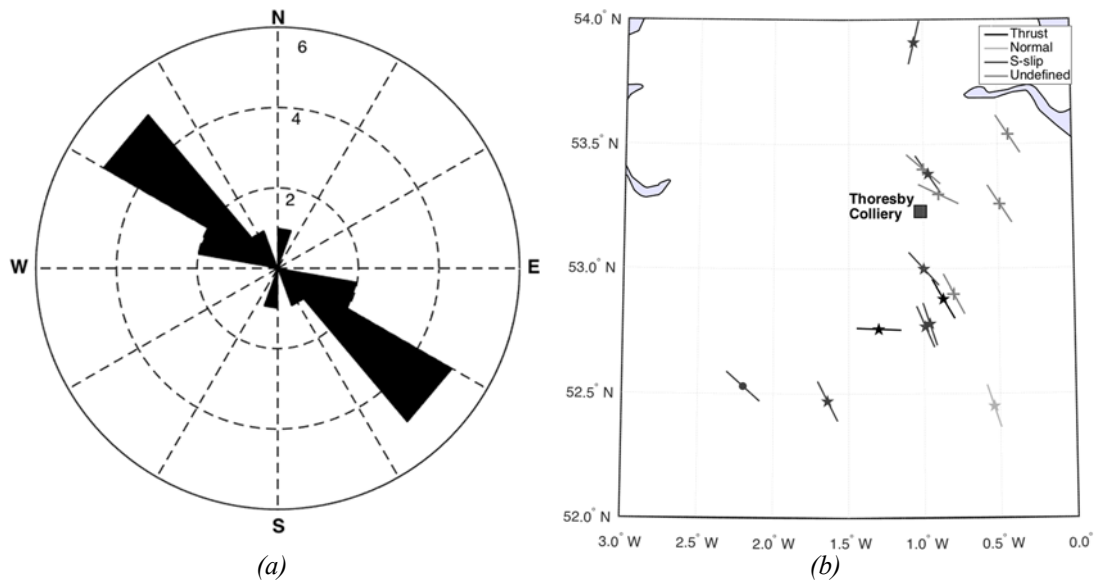 N
6
4
2
W
E
S
(a)
54.0° N
53.5° N
53.0° N
52.5° N
52.0° N
3.0° W
2.5° W
2.0° W
1.5° W
1.0° W
0.5° W
0.0°
Thrust
Normal
S-slip
Undefined
Thoresby
Colliery
(b)